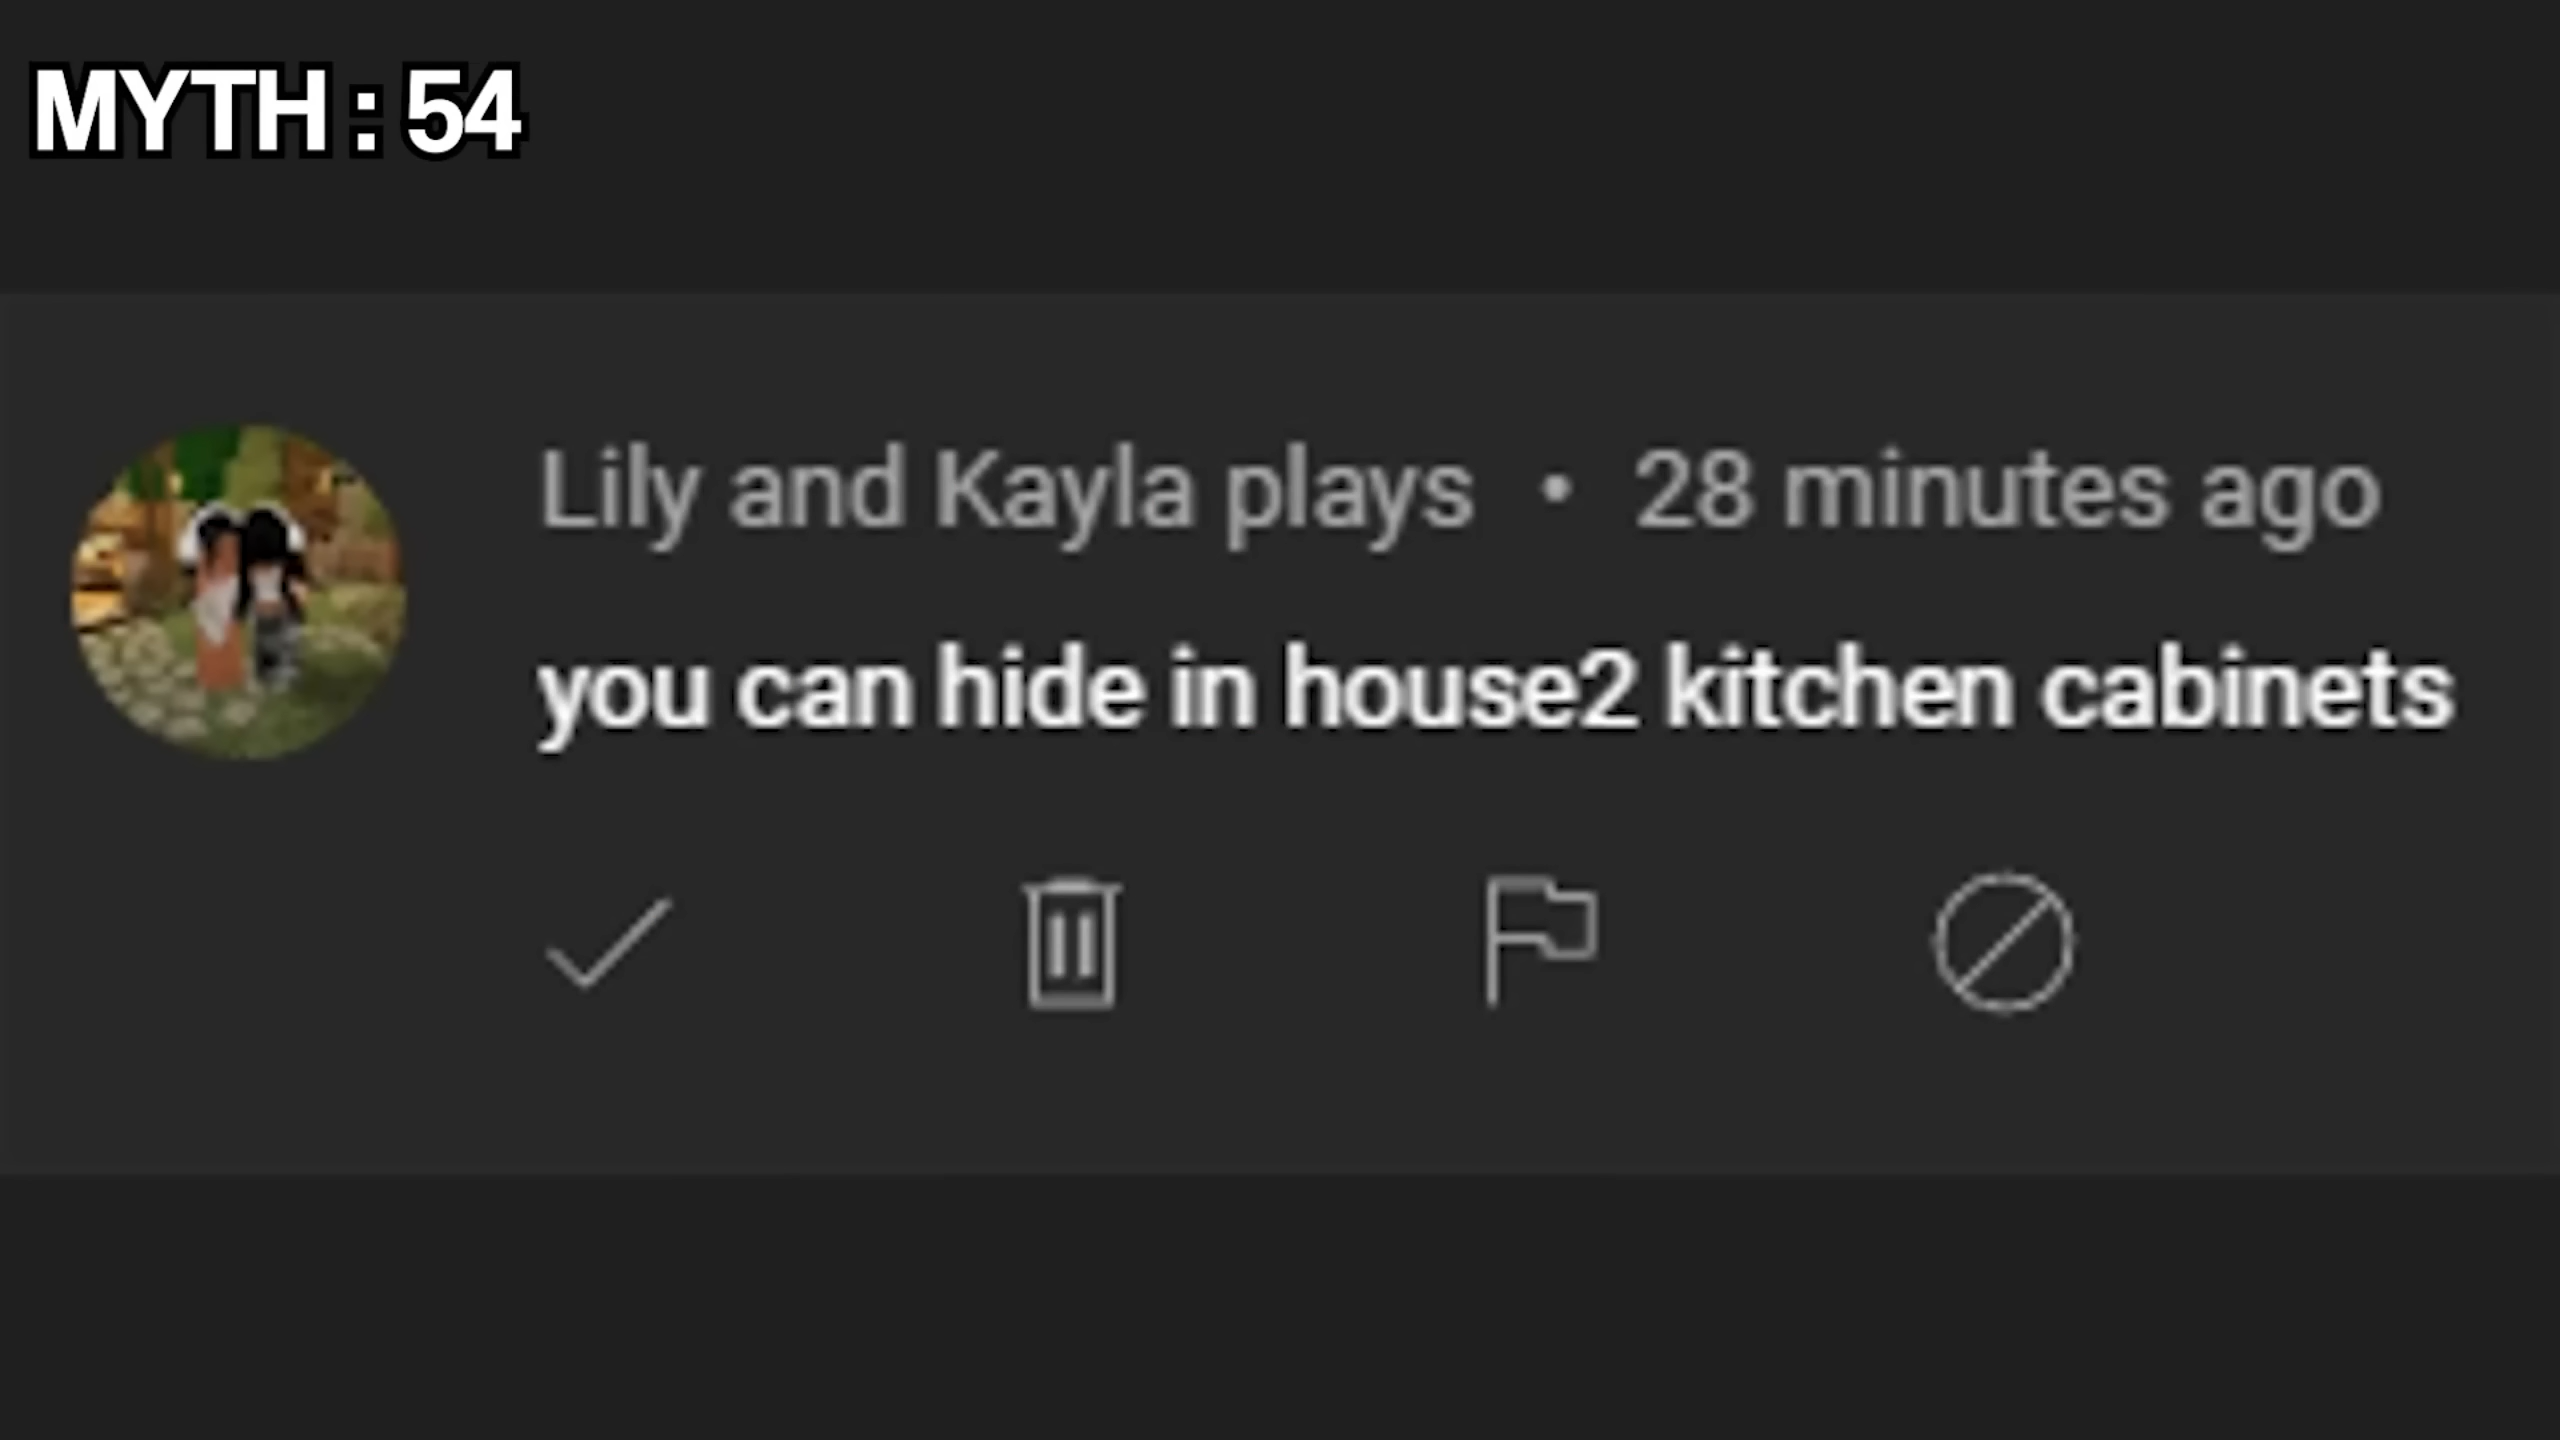 MYTH : 54
Lily and Kayla plays • 28 minutes ago
you can hide in house2 kitchen cabinets